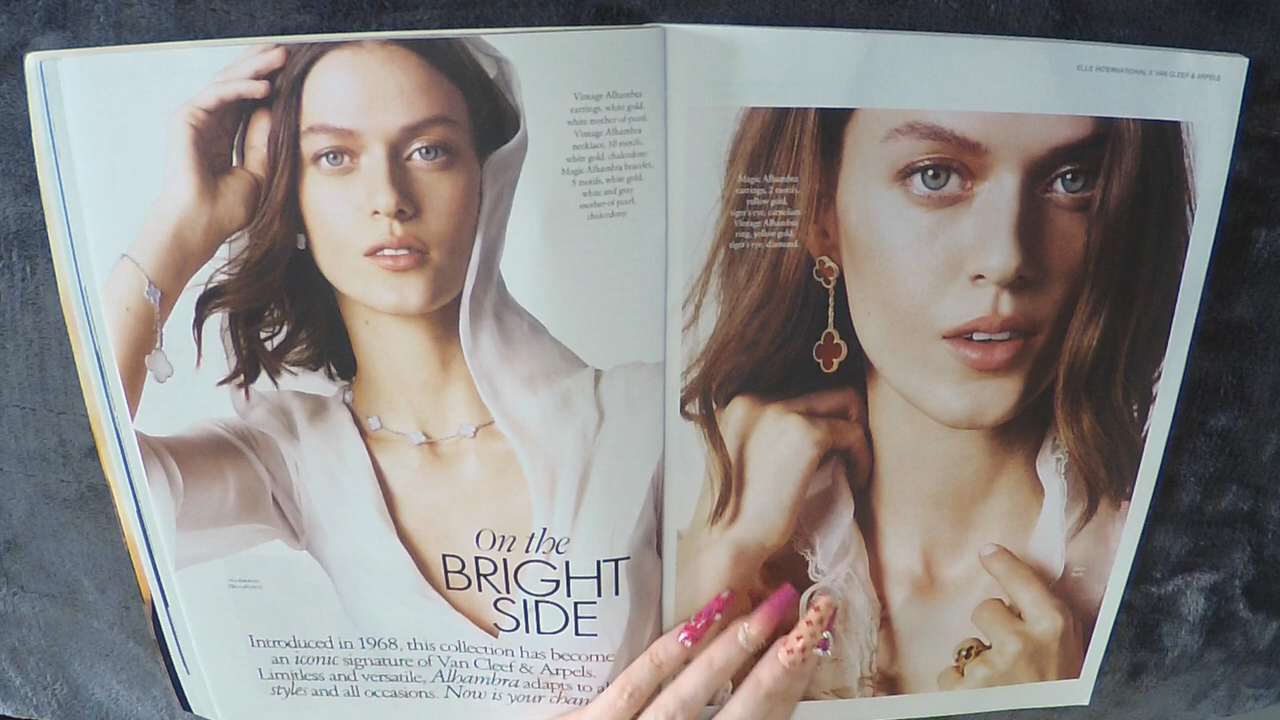 Vintage Alhambra
earrings, white gold,
white mother-of-pearl.
Vintage Alhambra
necklace, 10 motifs,
white gold, chalcedony.
Magic Alhambra bracelet,
5 motifs, white gold,
white and gray
mother-of-pearl,
chalcedony
On the
BRIGHT
SIDE
Introduced in 1968, this collection has become
an iconic signature of Van Cleef & Arpels.
Limitless and versatile, Alhambra adapts to
styles and all occasions. Now is your
ELLE INTERNATIONAL X VAN CLEEF & ARPELS
Magic Alhambra
earrings, 2 motifs,
yellow gold,
tiger's eye, carnelian
Vintage Alhambra
ring, yellow gold,
tiger's eye, diamond.